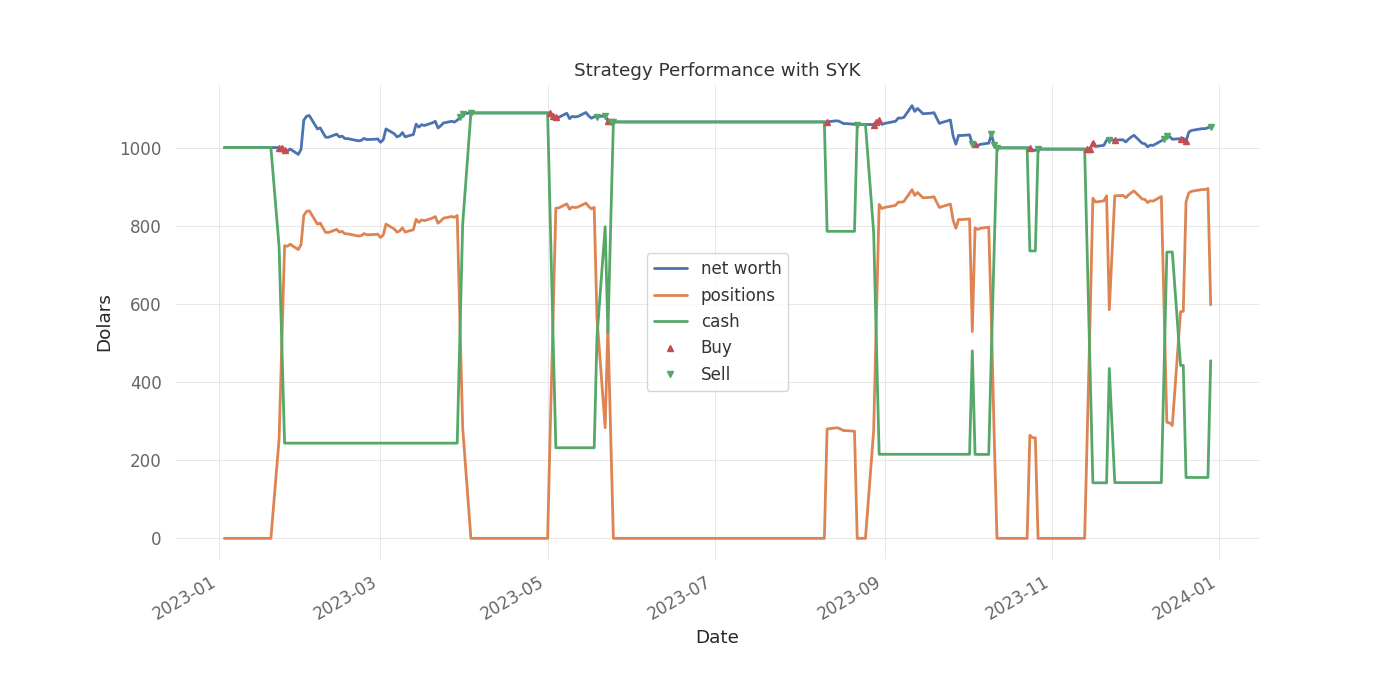 Strategy Performance with SYK
Dolars
1000
800
600
400
200
0
net worth
positions
cash
Buy
Sell
2023-01
2023-03
2023-05
2023-07
2023-09
2023-11
2024-01
Date